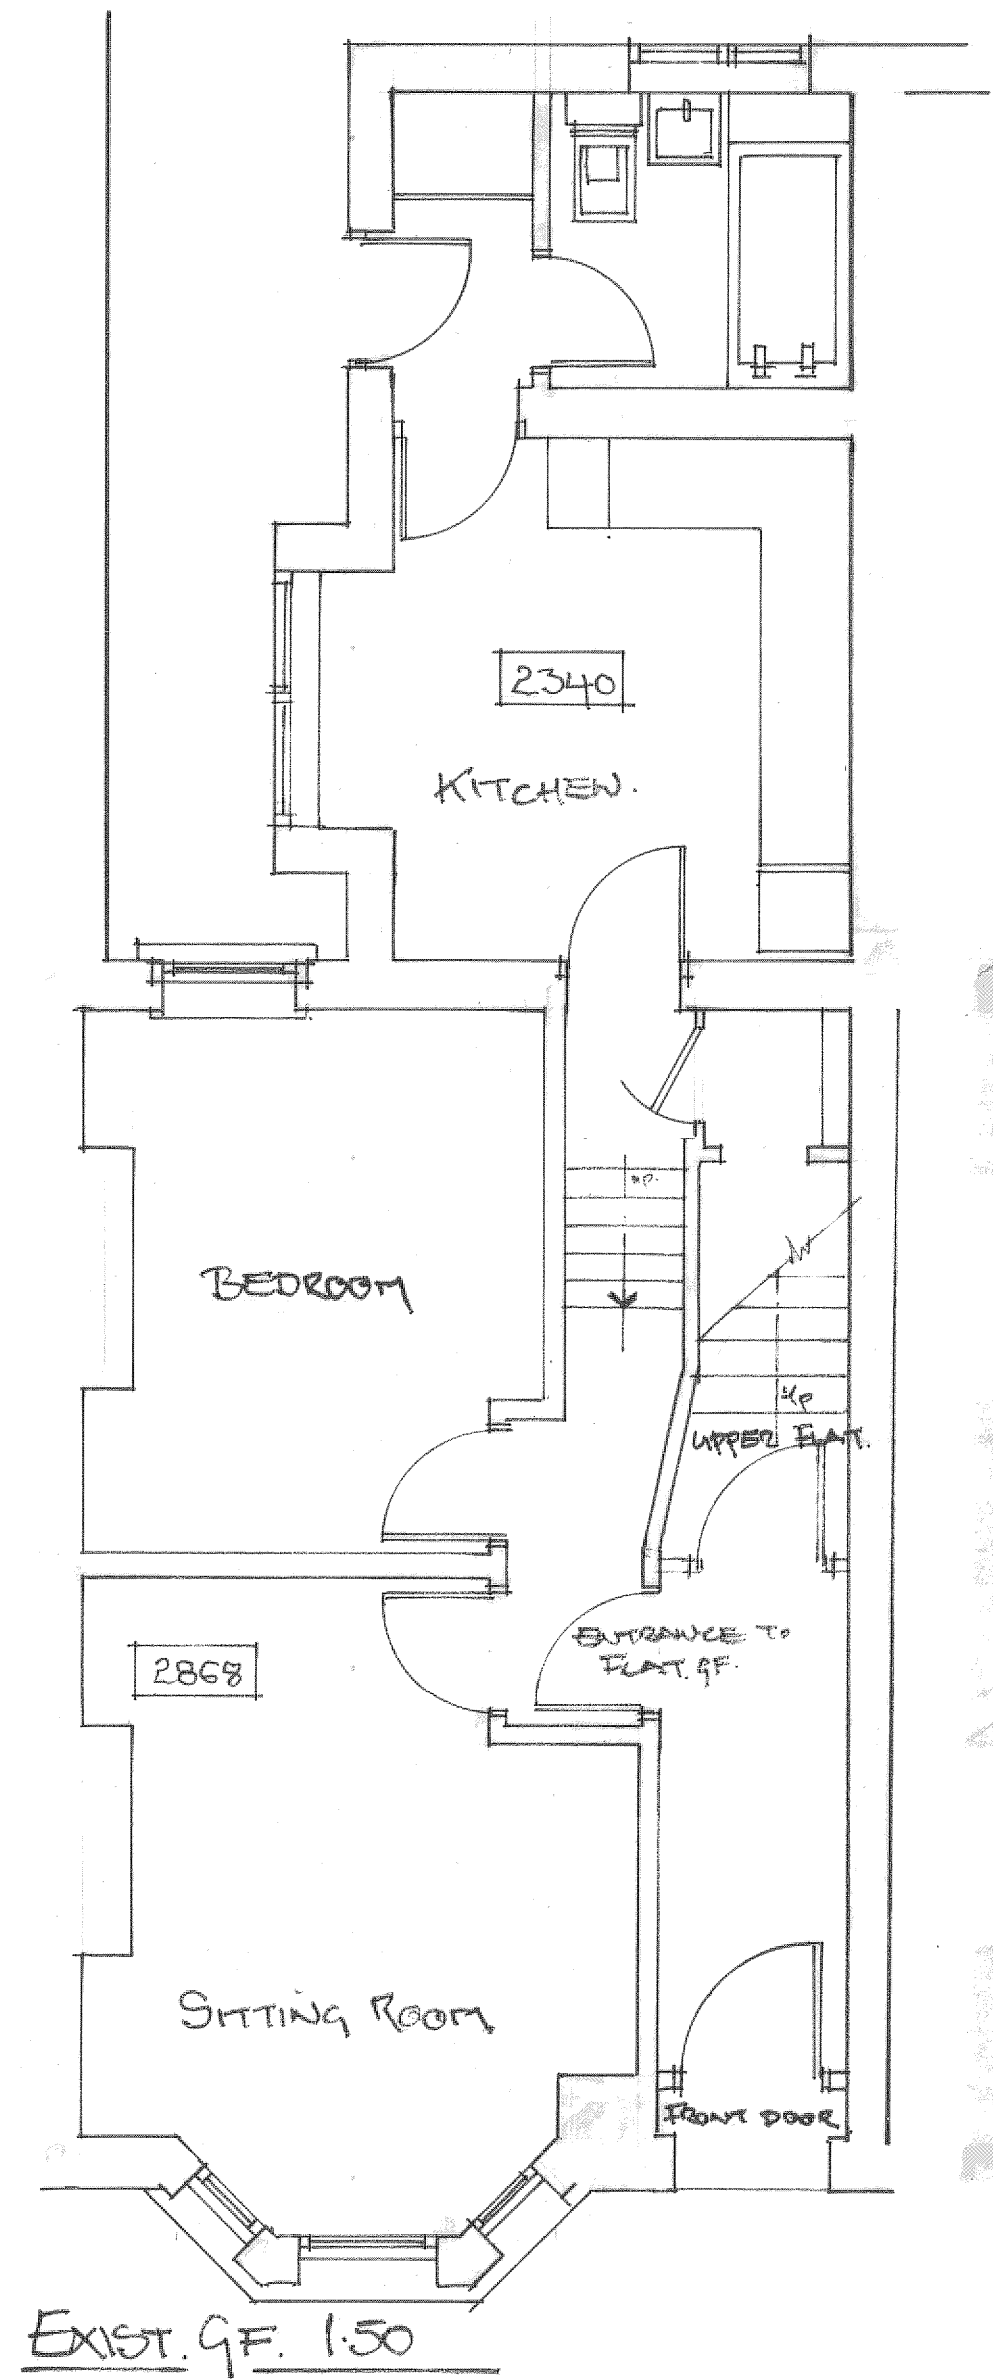 2340
KITCHEN.
up.
BEDROOM
Up
UPPER FLAT.
ENTRANCE TO
FLAT. GF.
2868
SITTING ROOM
FRONT DOOR
EXIST. GF. 1:50